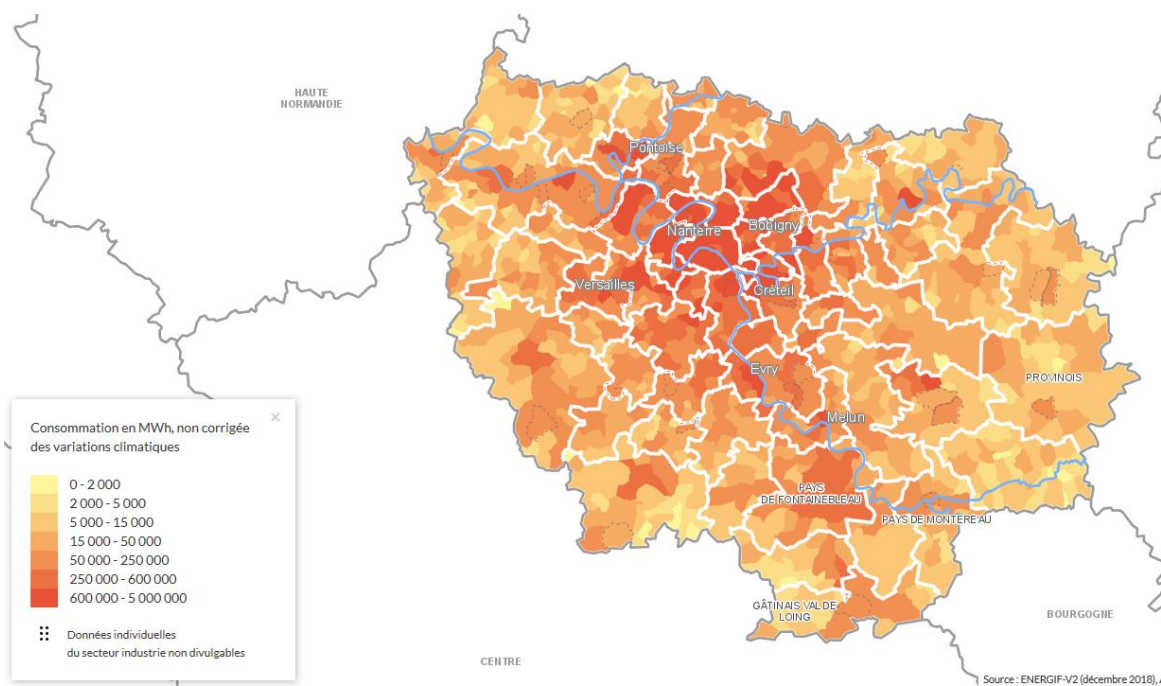 HAUTE
NORMANDIE
Pontoise
Nanterre
Bobigny
Versailles
Créteil
Evry
PROVINOIS
Melun
PAYS
DE FONTAINEBLEAU
PAYS DE MONTEREAU
GÂTINAIS VAL DE
LOING
BOURGOGNE
CENTRE
Consommation en MWh, non corrigée
des variations climatiques
×
0 - 2 000
2 000 - 5 000
5 000 - 15 000
15 000 - 50 000
50 000 - 250 000
250 000 - 600 000
600 000 - 5 000 000
Données individuelles
du secteur industrie non divulgables
Source : ENERGIF-V2 (décembre 2018),